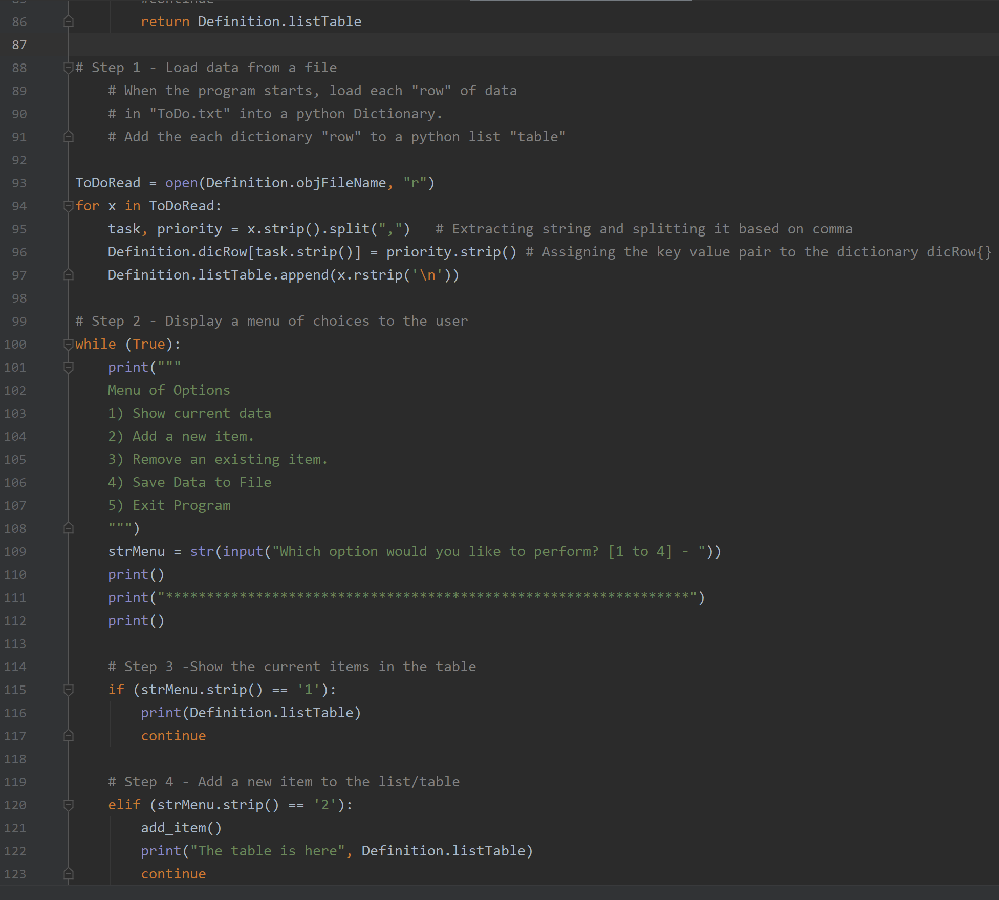 85 #continue
86 return Definition.listTable
87
88 # Step 1 - Load data from a file
89 # When the program starts, load each "row" of data
90 # in "ToDo.txt" into a python Dictionary.
91 # Add the each dictionary "row" to a python list "table"
92
93 ToDoRead = open(Definition.objFileName, "r")
94 for x in ToDoRead:
95 task, priority = x.strip().split(",")   # Extracting string and splitting it based on comma
96 Definition.dicRow[task.strip()] = priority.strip() # Assigning the key value pair to the dictionary dicRow{}
97 Definition.listTable.append(x.rstrip('\n'))
98
99 # Step 2 - Display a menu of choices to the user
100 while (True):
101 print("""
102 Menu of Options
103 1) Show current data
104 2) Add a new item.
105 3) Remove an existing item.
106 4) Save Data to File
107 5) Exit Program
108 """)
109 strMenu = str(input("Which option would you like to perform? [1 to 4] - "))
110 print()
111 print("****************************************************************")
112 print()
113
114 # Step 3 -Show the current items in the table
115 if (strMenu.strip() == '1'):
116 print(Definition.listTable)
117 continue
118
119 # Step 4 - Add a new item to the list/table
120 elif (strMenu.strip() == '2'):
121 add_item()
122 print("The table is here", Definition.listTable)
123 continue